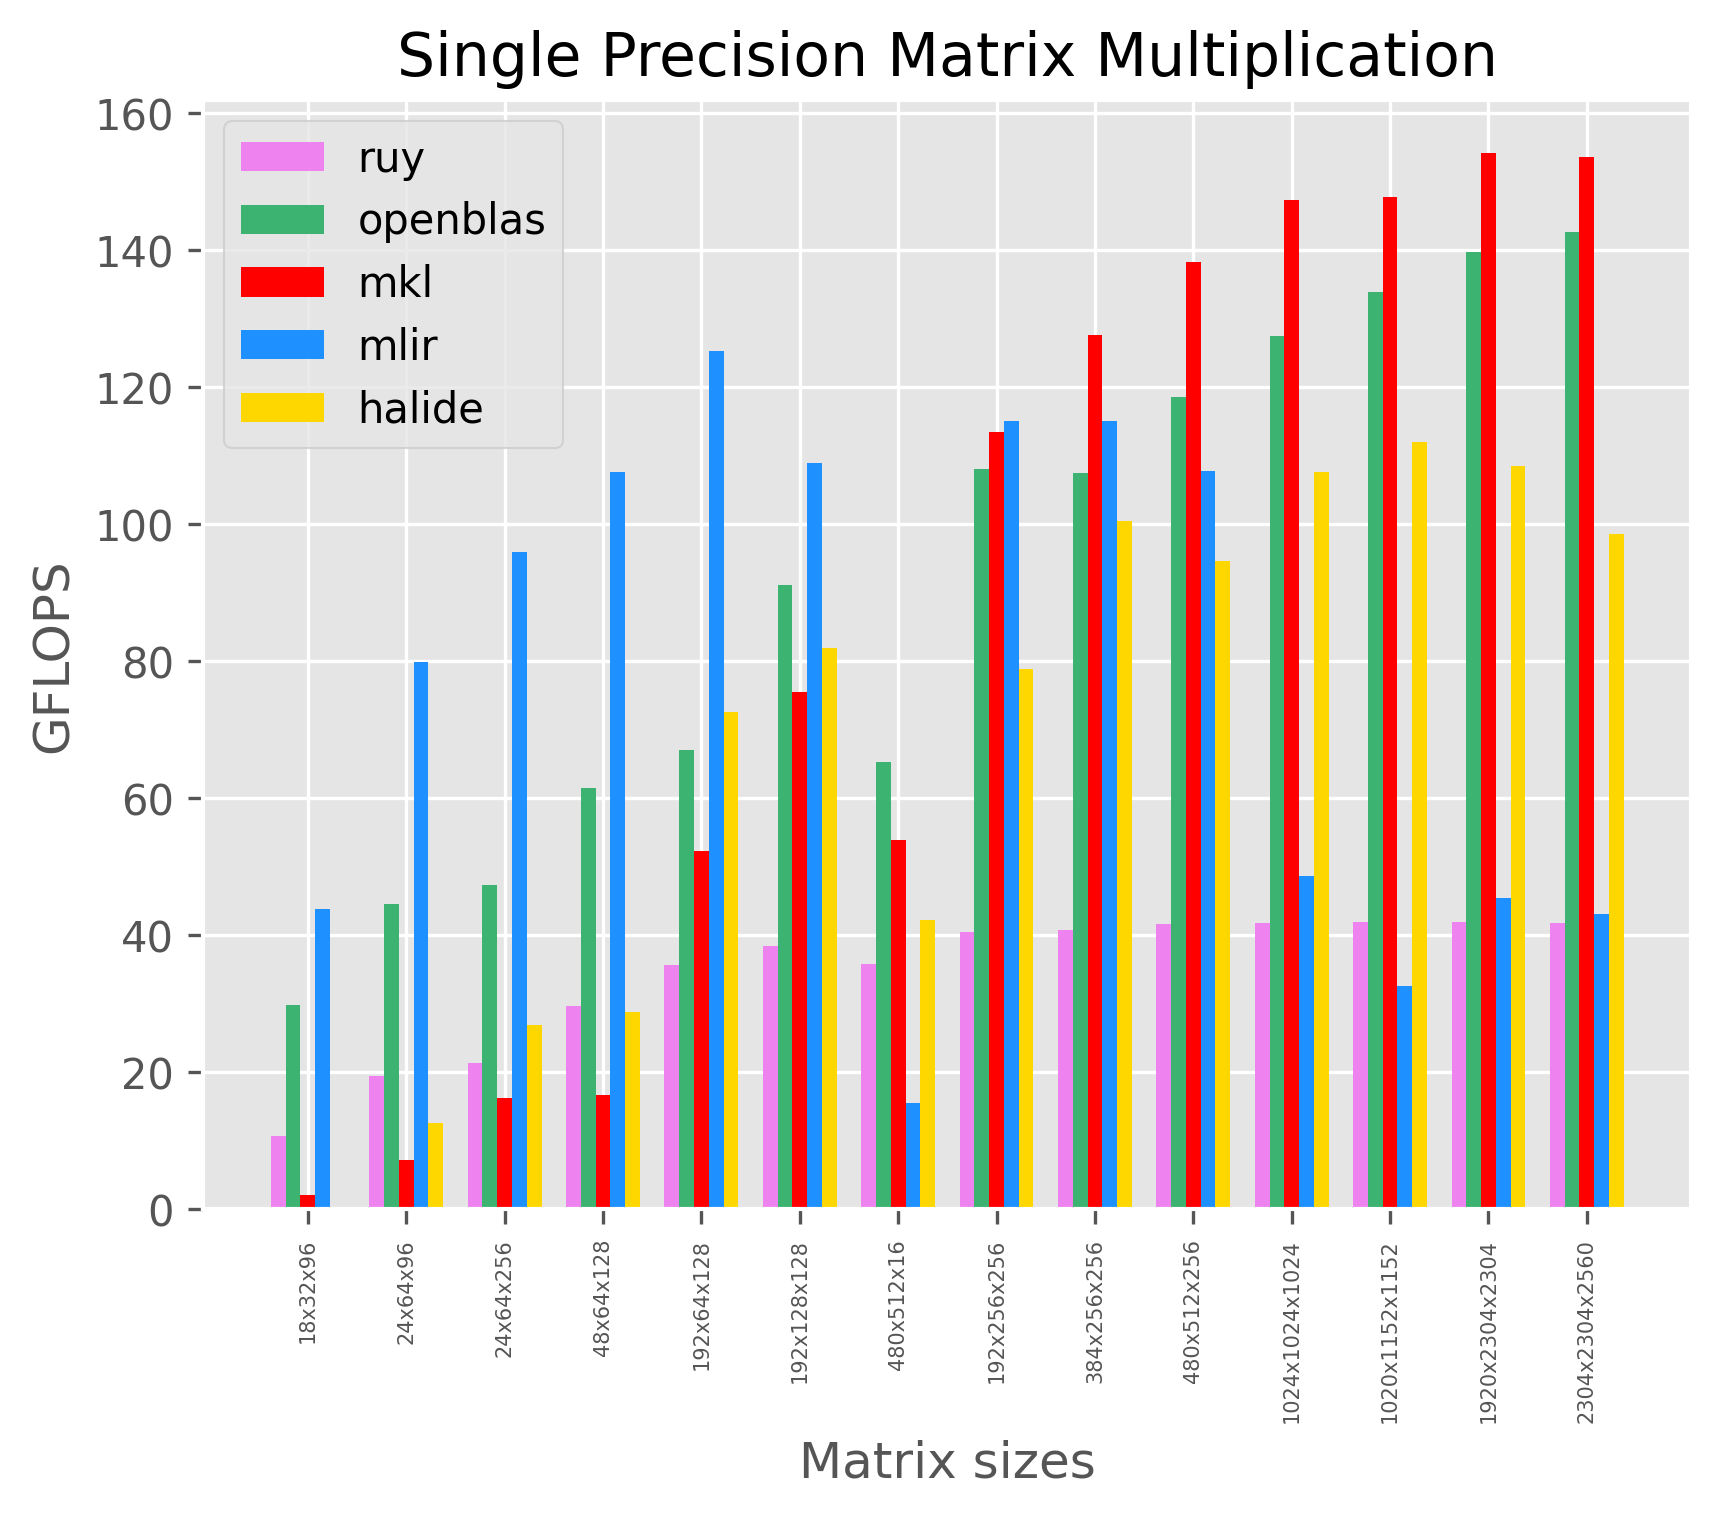 Single Precision Matrix Multiplication
160
140
120
100
80
60
40
20
0
GFLOPS
ruy
openblas
mkl
mlir
halide
18x32x96
24x64x96
24x64x256
48x64x128
192x64x128
192x128x128
480x512x16
192x256x256
384x256x256
480x512x256
1024x1024x1024
1020x1152x1152
1920x2304x2304
2304x2304x2560
Matrix sizes